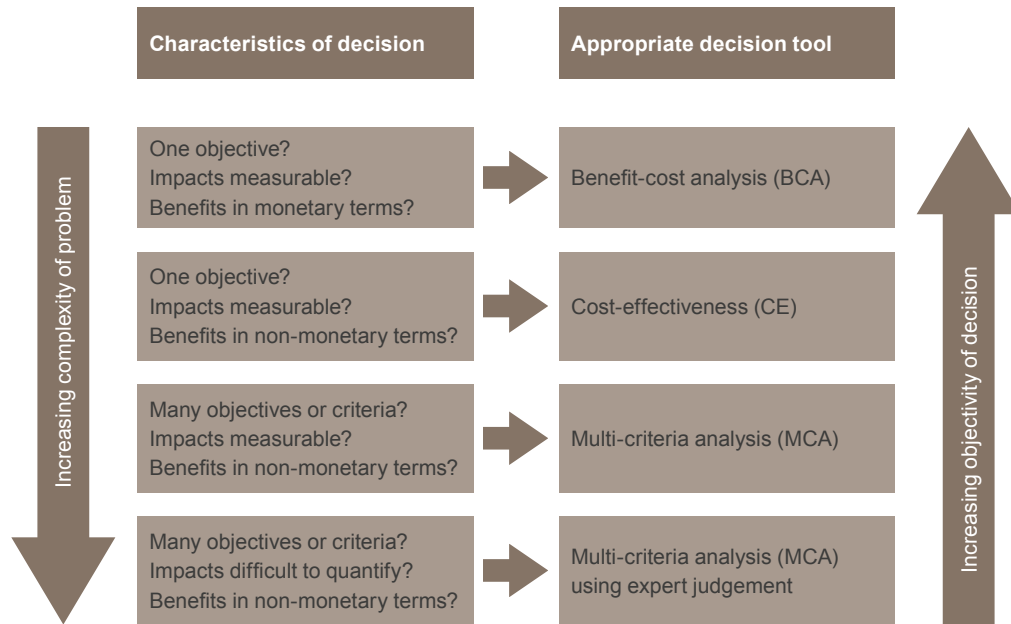 Characteristics of decision
Appropriate decision tool
Increasing complexity of problem
One objective?
Impacts measurable?
Benefits in monetary terms?
Benefit-cost analysis (BCA)
One objective?
Impacts measurable?
Benefits in non-monetary terms?
Cost-effectiveness (CE)
Many objectives or criteria?
Impacts measurable?
Benefits in non-monetary terms?
Multi-criteria analysis (MCA)
Many objectives or criteria?
Impacts difficult to quantify?
Benefits in non-monetary terms?
Multi-criteria analysis (MCA)
using expert judgement
Increasing objectivity of decision